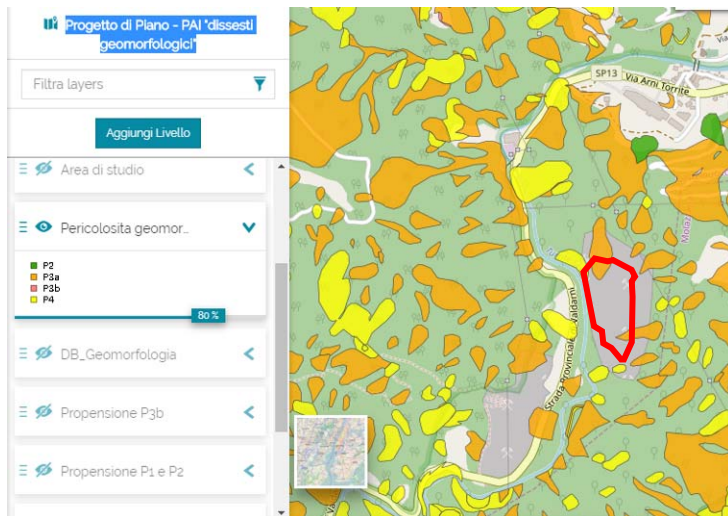 Progetto di Piano - PAI "dissesti
geomorfologici"
Filtra layers
Aggiungi Livello
Area di studio
Pericolosita geomor...
P2
P3a
P3b
P4
80 %
DB_Geomorfologia
Propensione P3b
Propensione P1 e P2
SP13
Via Arni Torrite
Strada Provinciale di Valdarni